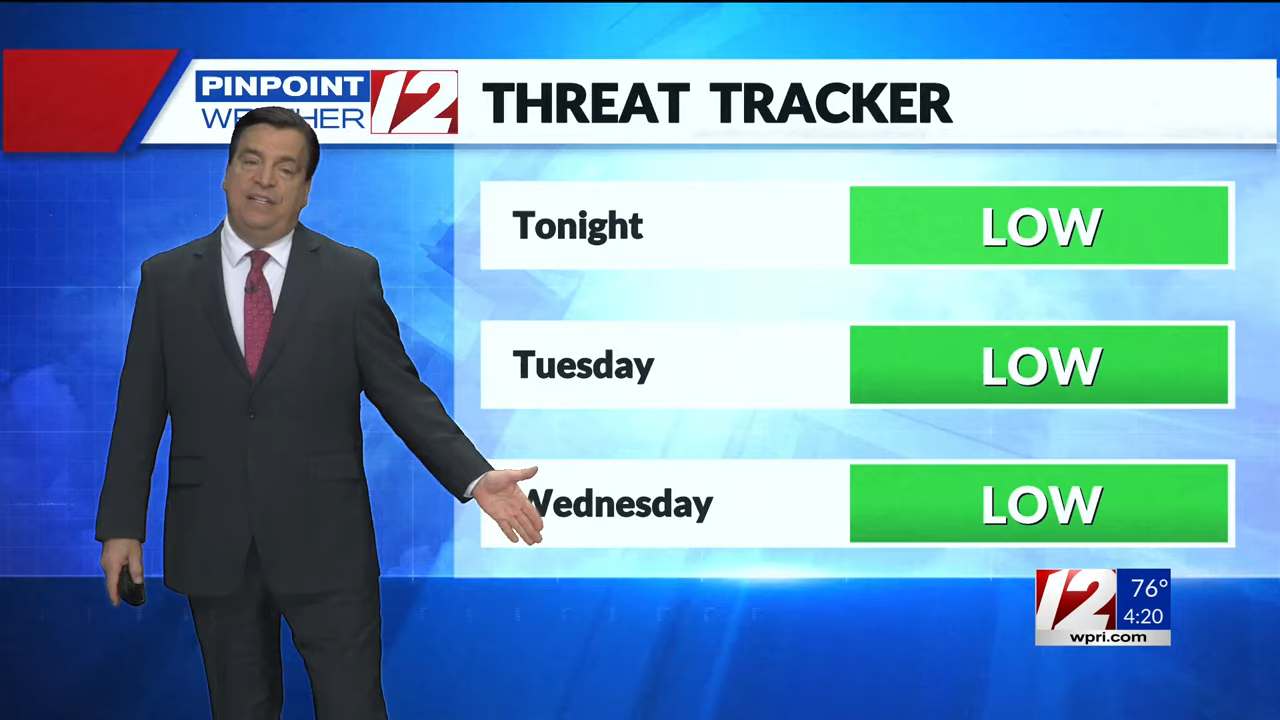 PINPOINT
12
THREAT TRACKER
Tonight
LOW
Tuesday
LOW
Wednesday
LOW
12
76°
4:20
wpri.com